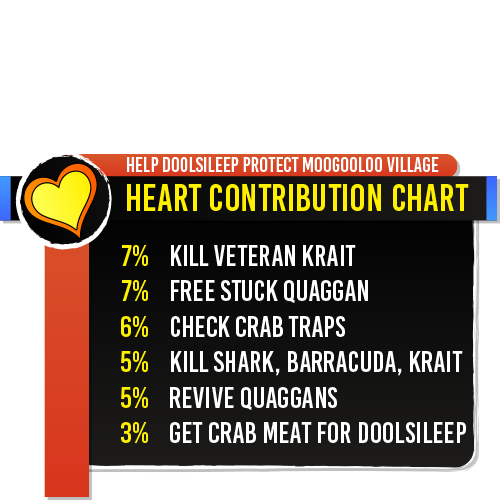 HELP DOOLSILEEP PROTECT MOOGOOLOO VILLAGE
HEART CONTRIBUTION CHART
7% KILL VETERAN KRAIT
7% FREE STUCK QUAGGAN
6% CHECK CRAB TRAPS
5% KILL SHARK, BARRACUDA, KRAIT
5% REVIVE QUAGGANS
3% GET CRAB MEAT FOR DOOLSILEEP